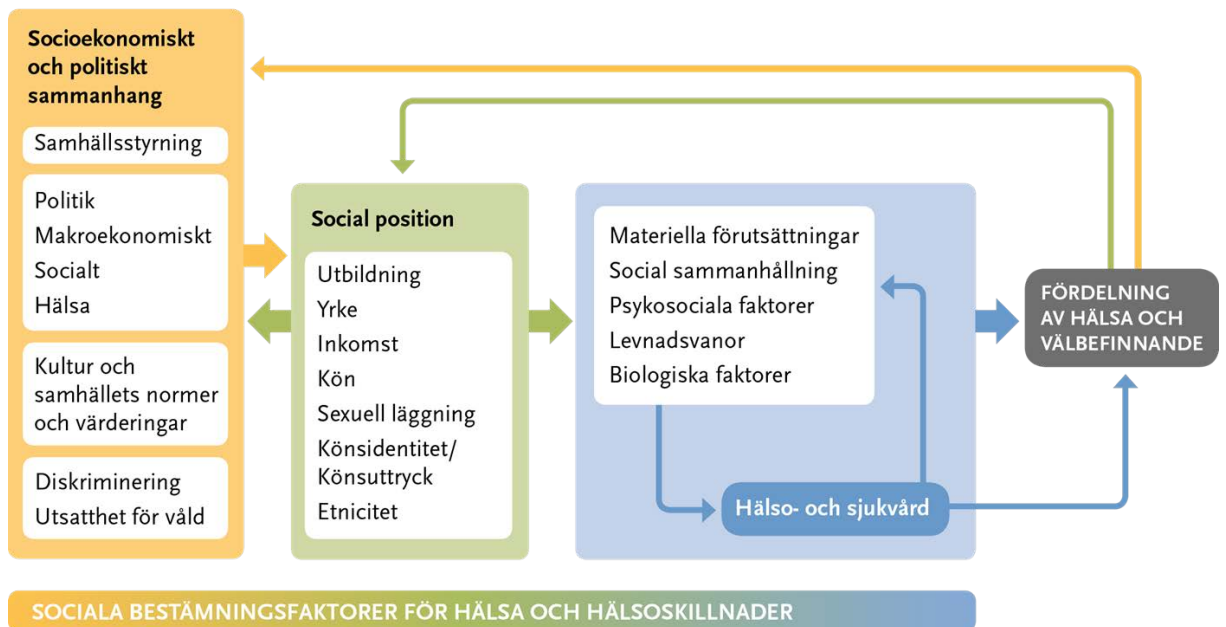 Socioekonomiskt
och politiskt
sammanhang
Samhällsstyrning
Politik
Makroekonomiskt
Socialt
Hälsa
Kultur och
samhällets normer
och värderingar
Diskriminering
Utsatthet för våld
Social position
Utbildning
Yrke
Inkomst
Kön
Sexuell läggning
Könsidentitet/
Könsuttryck
Etnicitet
Materiella förutsättningar
Social sammanhållning
Psykosociala faktorer
Levnadsvanor
Biologiska faktorer
Hälso- och sjukvård
FÖRDELNING
AV HÄLSA OCH
VÄLBEFINNANDE
SOCIALA BESTÄMNINGSFAKTORER FÖR HÄLSA OCH HÄLSOSKILLNADER